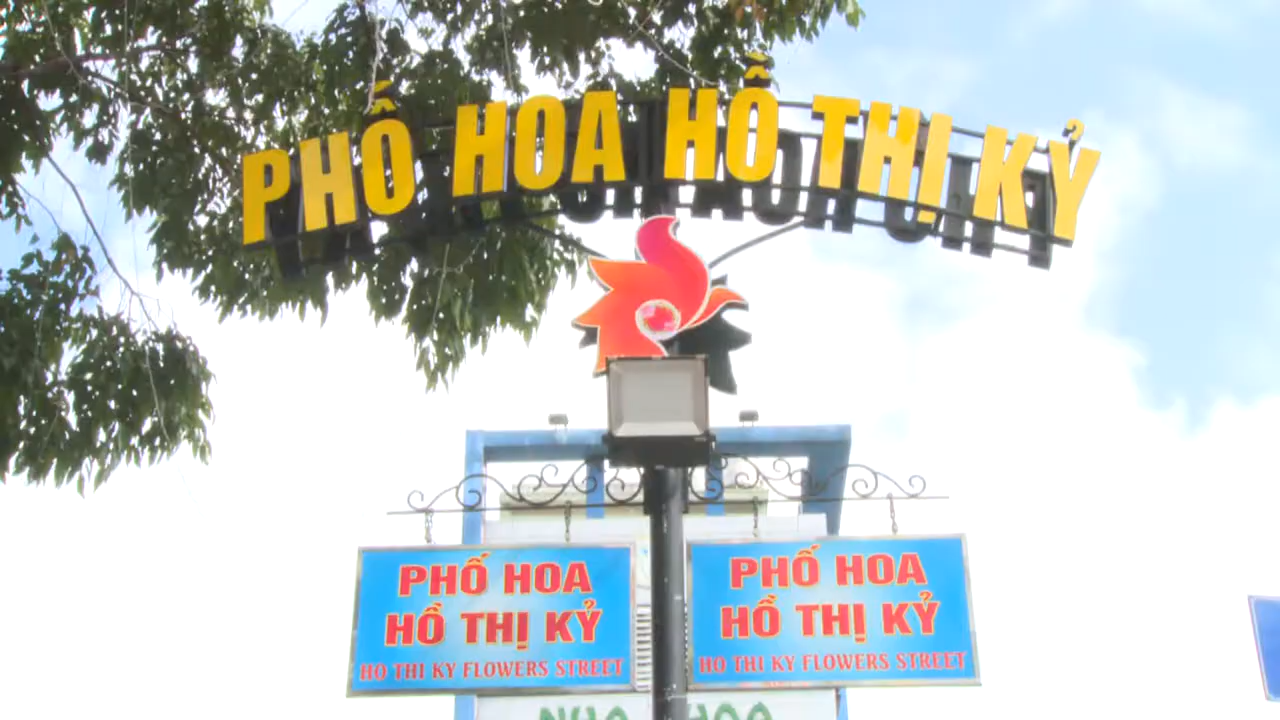 PHỐ HOA HỒ THỊ KỶ
PHỐ HOA
HỒ THỊ KỶ
HO THI KY FLOWERS STREET
PHỐ HOA
HỒ THỊ KỶ
HO THI KY FLOWERS STREET